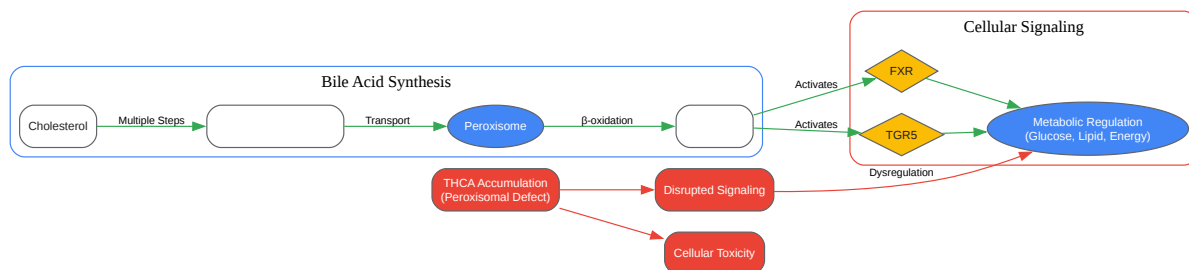 Cellular Signaling
Bile Acid Synthesis
Cholesterol
Multiple Steps
Transport
Peroxisome
β-oxidation
Activates
FXR
Activates
TGR5
Metabolic Regulation
(Glucose, Lipid, Energy)
THCA Accumulation
(Peroxisomal Defect)
Disrupted Signaling
Dysregulation
Cellular Toxicity